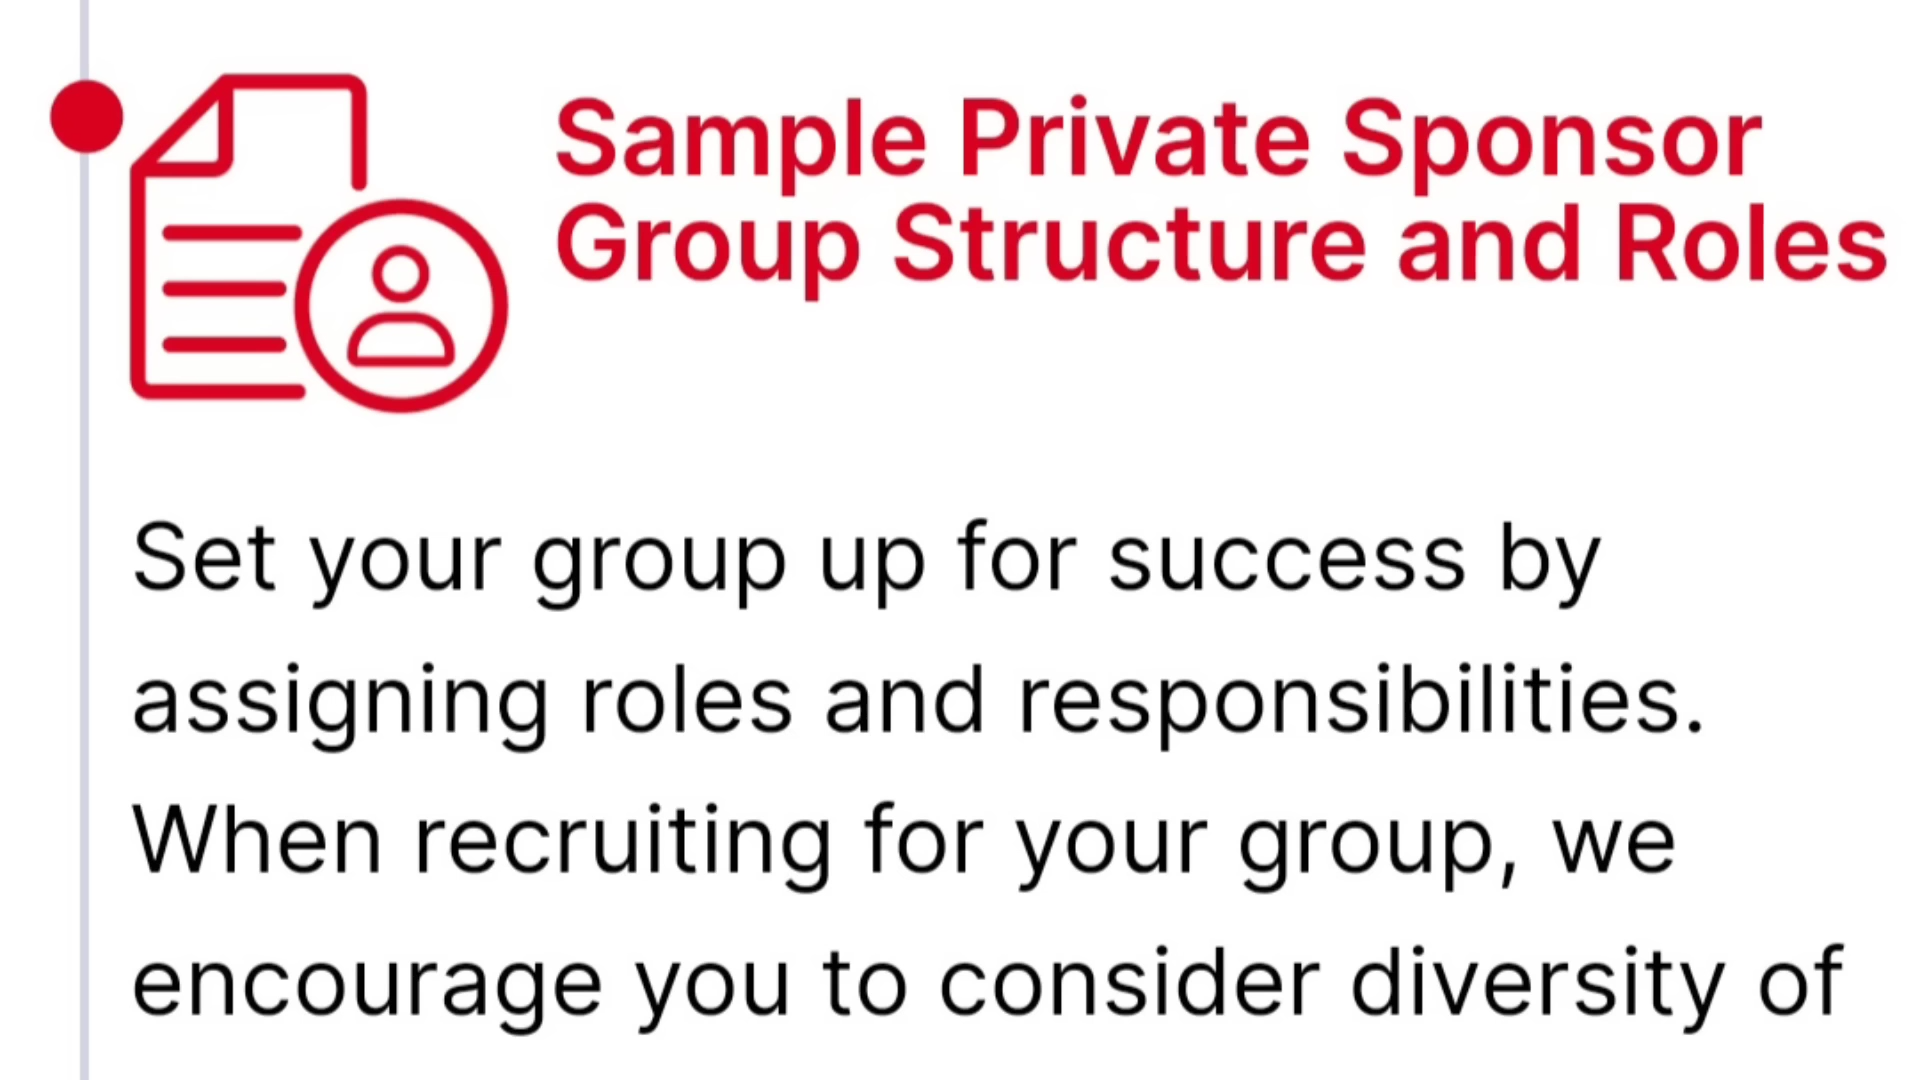 Sample Private Sponsor
Group Structure and Roles
Set your group up for success by
assigning roles and responsibilities.
When recruiting for your group, we
encourage you to consider diversity of